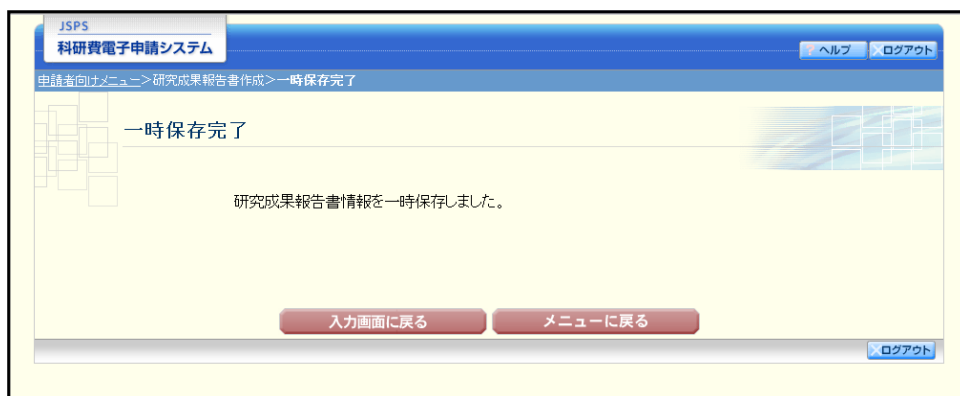 JSPS
科研費電子申請システム
? ヘルプ
ログアウト
申請者向けメニュー>研究成果報告書作成>一時保存完了
一時保存完了
研究成果報告書情報を一時保存しました。
入力画面に戻る
メニューに戻る
ログアウト